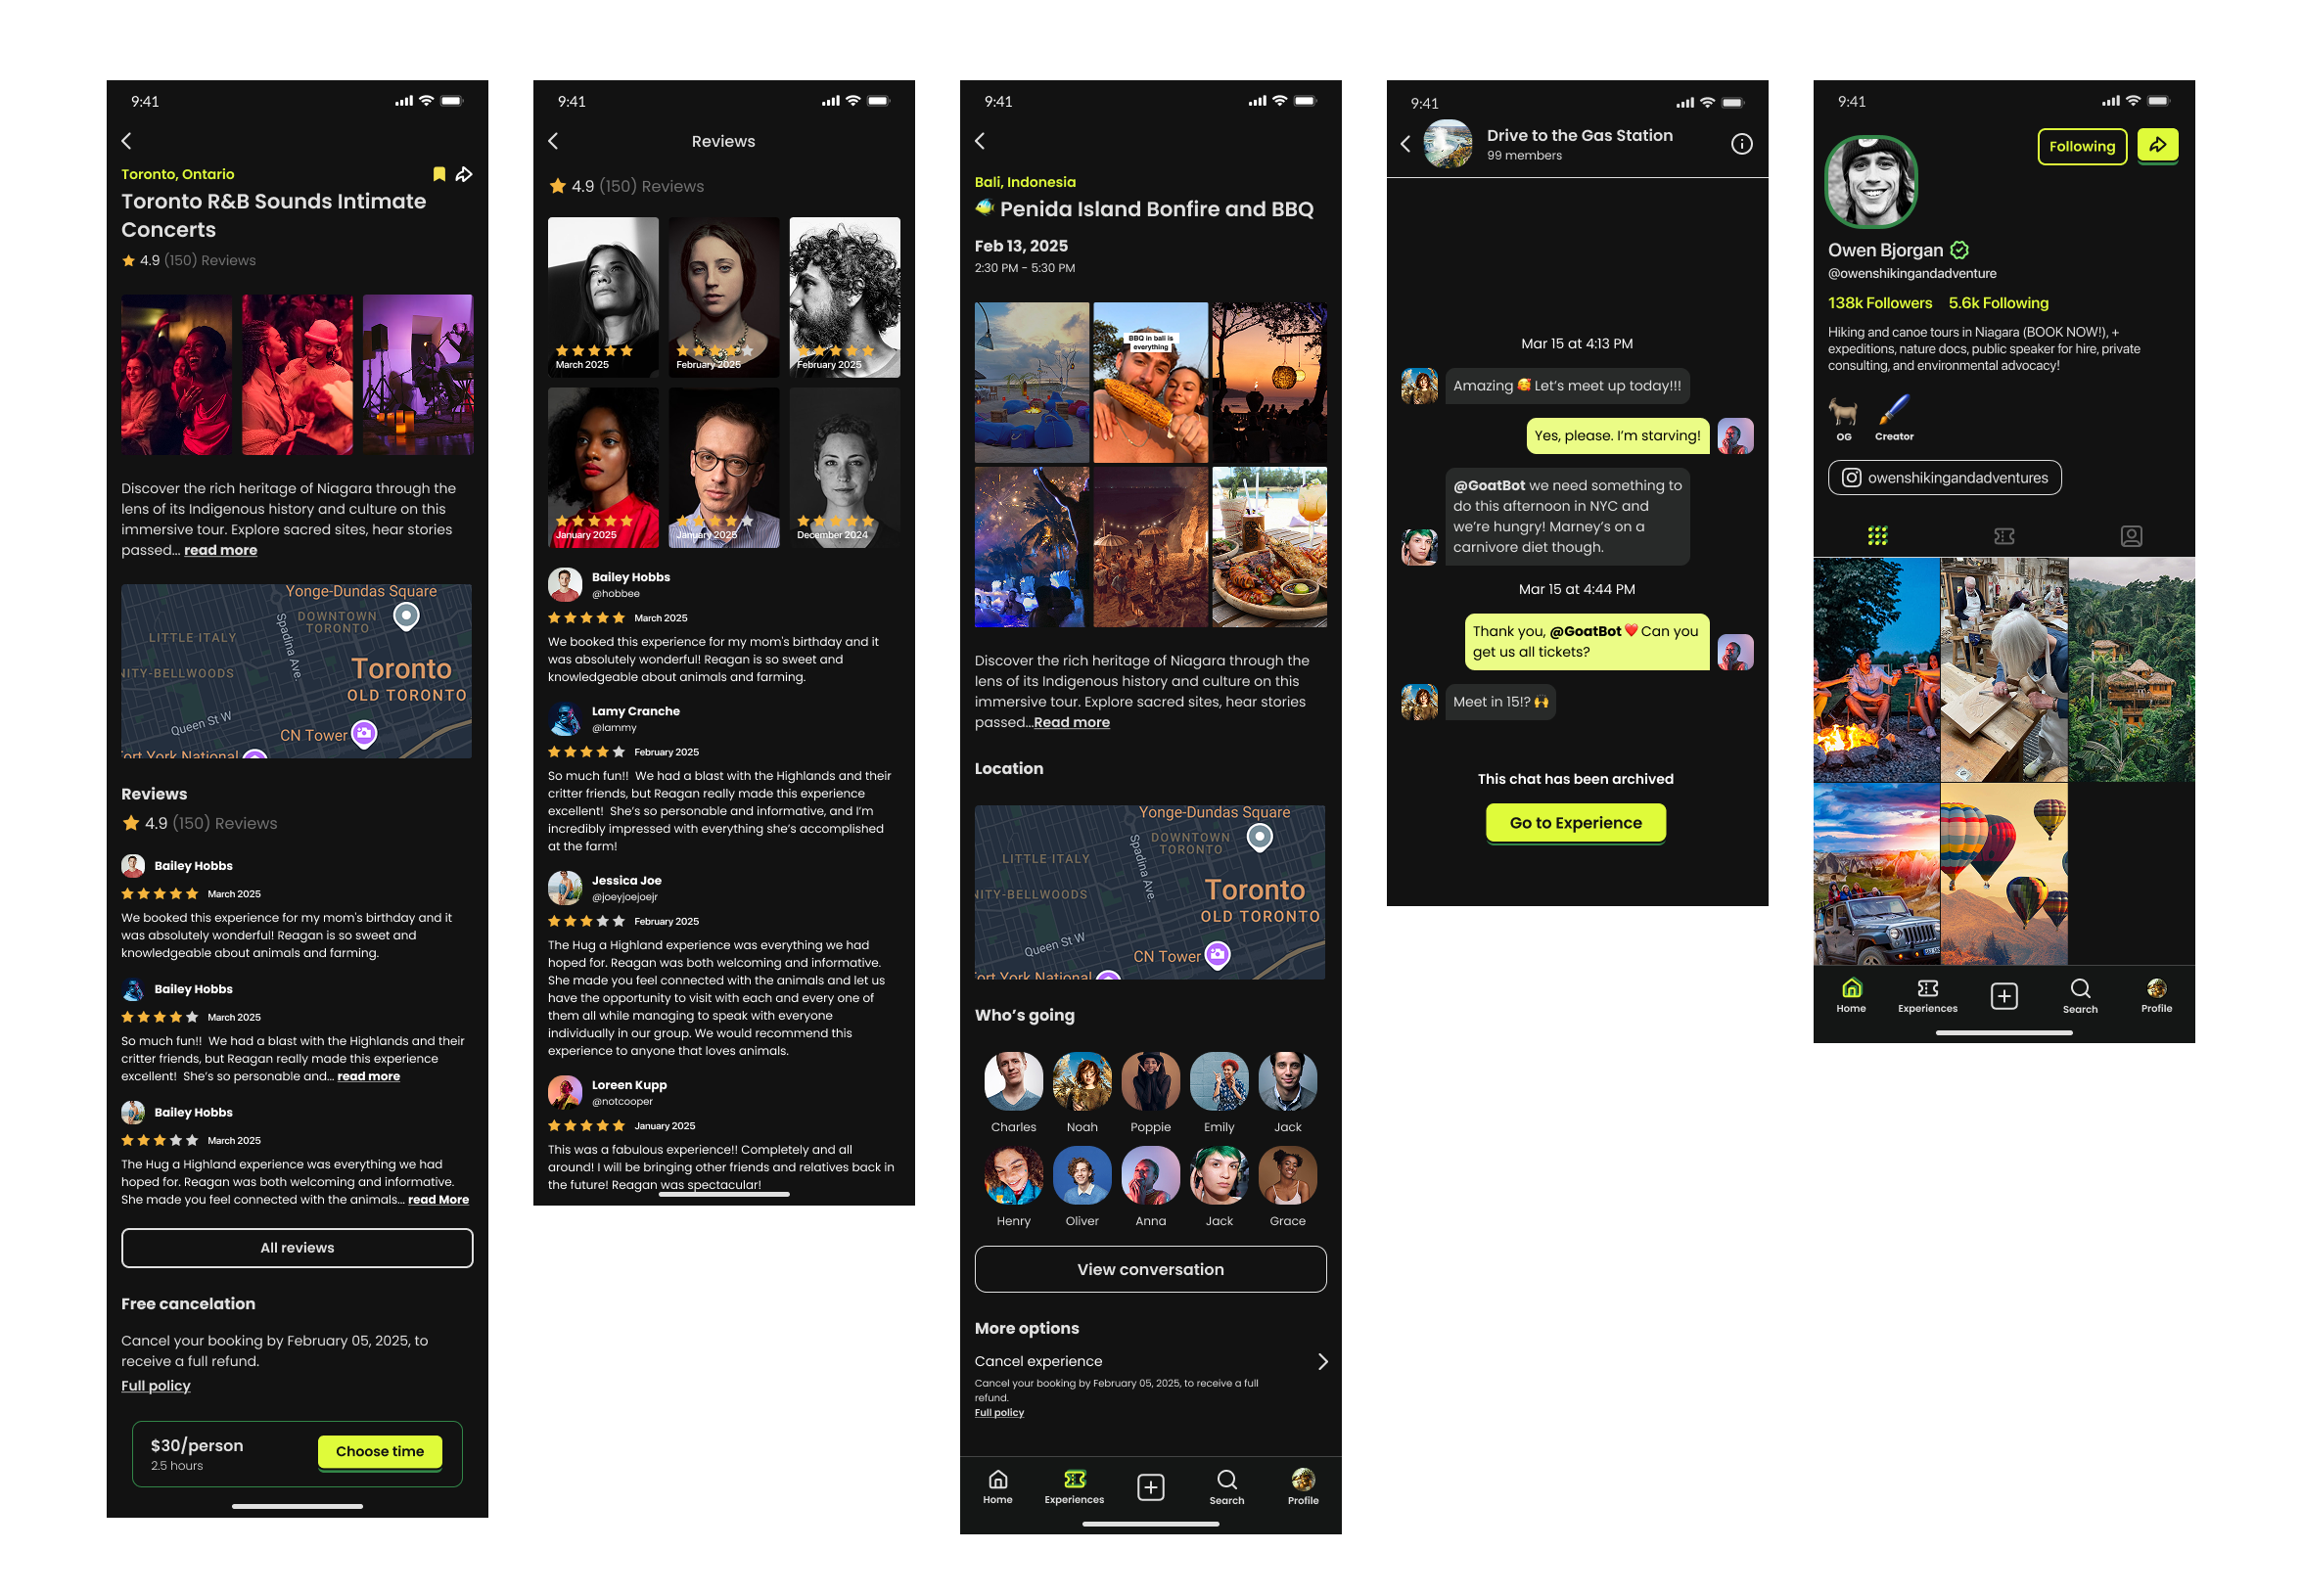 9:41
Toronto, Ontario
Toronto R&B Sounds Intimate
Concerts
4.9 (150) Reviews
Discover the rich heritage of Niagara through the
lens of its Indigenous history and culture on this
immersive tour. Explore sacred sites, hear stories
passed... read more
Yonge-Dundas Square
DOWNTOWN
TORONTO
Spadina Ave.
LITTLE ITALY
NITY-BELLWOODS
Toronto
OLD TORONTO
Queen St W
CN Tower
Fort York National
Reviews
4.9 (150) Reviews
Bailey Hobbs
March 2025
We booked this experience for my mom's birthday and it
was absolutely wonderful! Reagan is so sweet and
knowledgeable about animals and farming.
Bailey Hobbs
March 2025
So much fun!! We had a blast with the Highlands and their
critter friends, but Reagan really made this experience
excellent! She's so personable and... read more
Bailey Hobbs
March 2025
The Hug a Highland experience was everything we had
hoped for. Reagan was both welcoming and informative.
She made you feel connected with the animals... read More
All reviews
Free cancelation
Cancel your booking by February 05, 2025, to
receive a full refund.
Full policy
$30/person
2.5 hours
Choose time
9:41
Reviews
4.9 (150) Reviews
March 2025
February 2025
February 2025
January 2025
January 2025
December 2024
Bailey Hobbs
@hobbee
March 2025
We booked this experience for my mom's birthday and it
was absolutely wonderful! Reagan is so sweet and
knowledgeable about animals and farming.
Lamy Cranche
@lammy
February 2025
So much fun!! We had a blast with the Highlands and their
critter friends, but Reagan really made this experience
excellent! She's so personable and informative, and I'm
incredibly impressed with everything she's accomplished
at the farm!
Jessica Joe
@joeyjoejoejr
February 2025
The Hug a Highland experience was everything we had
hoped for. Reagan was both welcoming and informative.
She made you feel connected with the animals and let us
have the opportunity to visit with each and every one of
them all while managing to speak with everyone
individually in our group. We would recommend this
experience to anyone that loves animals.
Loreen Kupp
@notcooper
January 2025
This was a fabulous experience!! Completely and all
around! I will be bringing other friends and relatives back in
the future! Reagan was spectacular!
9:41
Bali, Indonesia
🐠 Penida Island Bonfire and BBQ
Feb 13, 2025
2:30 PM - 5:30 PM
BBQ in bali is
everything
Discover the rich heritage of Niagara through the
lens of its Indigenous history and culture on this
immersive tour. Explore sacred sites, hear stories
passed...Read more
Location
Yonge-Dundas Square
DOWNTOWN
TORONTO
Spadina Ave.
LITTLE ITALY
NITY-BELLWOODS
Toronto
OLD TORONTO
Queen St W
CN Tower
Fort York National
Who's going
Charles
Noah
Poppie
Emily
Jack
Henry
Oliver
Anna
Jack
Grace
View conversation
More options
Cancel experience
Cancel your booking by February 05, 2025, to receive a full
refund.
Full policy
Home
Experiences
Search
Profile
9:41
Drive to the Gas Station
99 members
Mar 15 at 4:13 PM
Amazing 🥰 Let's meet up today!!!
Yes, please. I'm starving!
@GoatBot we need something to
do this afternoon in NYC and
we're hungry! Marney's on a
carnivore diet though.
Mar 15 at 4:44 PM
Thank you, @GoatBot ❤️ Can you
get us all tickets?
Meet in 15!? 🙌
This chat has been archived
Go to Experience
9:41
Following
Owen Bjorgan
@owenshikingandadventure
138k Followers
5.6k Following
Hiking and canoe tours in Niagara (BOOK NOW!), +
expeditions, nature docs, public speaker for hire, private
consulting, and environmental advocacy!
OG
Creator
owenshikingandadventures
Home
Experiences
Search
Profile